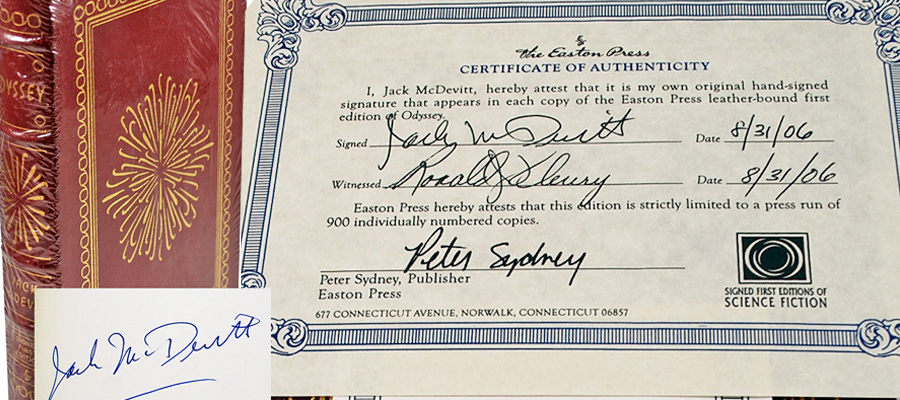 ODYSSEY
JACK
the Easton Press
CERTIFICATE OF AUTHENTICITY
I, Jack McDevitt, hereby attest that it is my own original hand-signed
signature that appears in each copy of the Easton Press leather-bound first
edition of Odyssey.
Signed Jack McDevitt Date 8/31/06
Witnessed Date 8/31/06
Easton Press hereby attests that this edition is strictly limited to a press run of
900 individually numbered copies.
Peter Sydney
Peter Sydney, Publisher
Easton Press
SIGNED FIRST EDITIONS OF
SCIENCE FICTION
677 CONNECTICUT AVENUE, NORWALK, CONNECTICUT 06857
Jack McDevitt